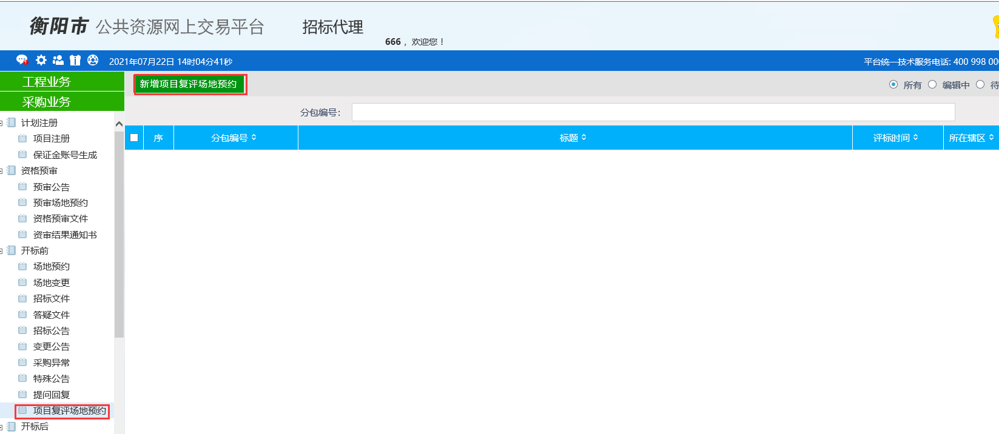 衡阳市 公共资源网上交易平台 招标代理
666 ，欢迎您！
2021年07月22日 14时04分41秒
平台统一技术服务电话: 400 998 00
工程业务
采购业务
计划注册
项目注册
保证金账号生成
资格预审
预审公告
预审场地预约
资格预审文件
资审结果通知书
开标前
场地预约
场地变更
招标文件
答疑文件
招标公告
变更公告
采购异常
特殊公告
提问回复
项目复评场地预约
开标后
新增项目复评场地预约
所有 编辑中 待
分包编号：
序 分包编号 标题 评标时间 所在辖区